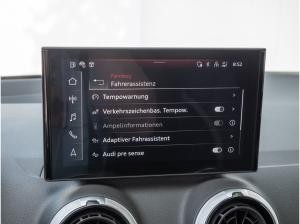 8:52
Fahrzeug
Fahrerassistenz
Tempowarnung
Verkehrszeichenbas. Tempow.
Ampelinformationen
Adaptiver Fahrassistent
Audi pre sense